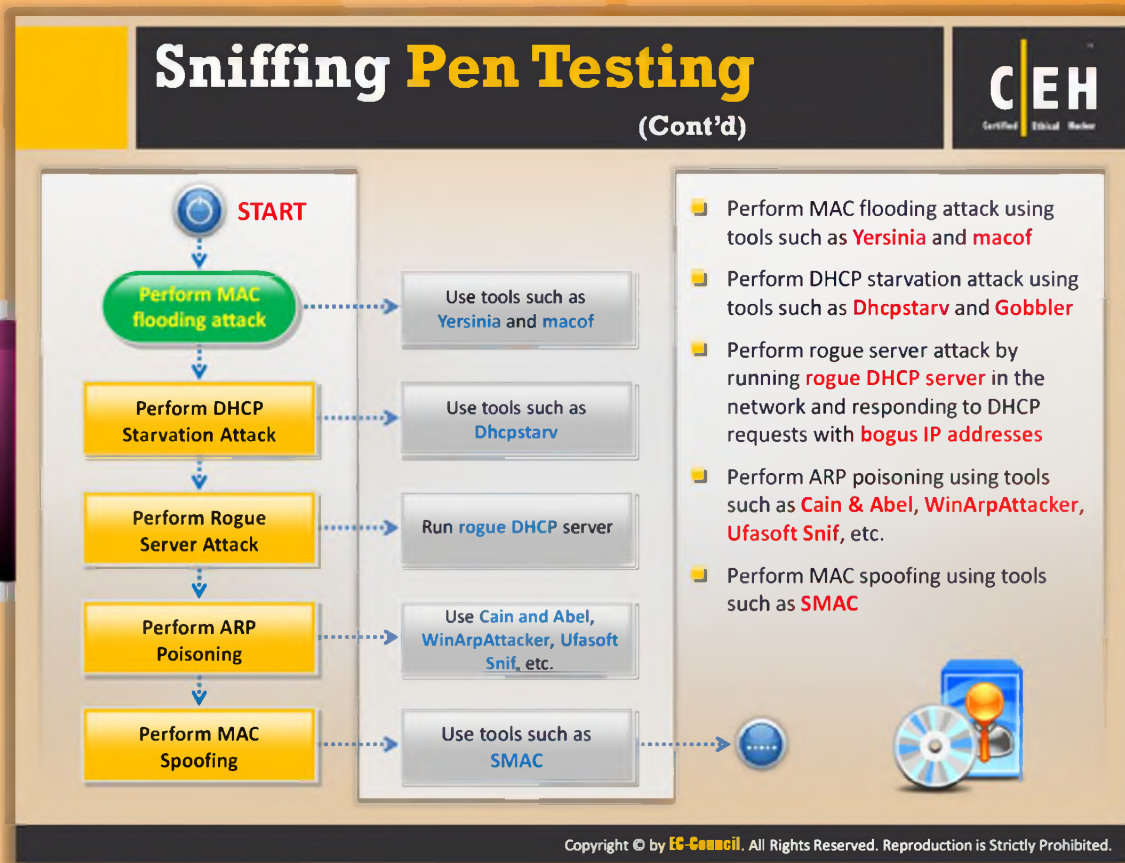 Sniffing Pen Testing
(Cont'd)
CEH
Certified Ethical Hacker
START
Perform MAC
flooding attack
Use tools such as
Yersinia and macof
Perform DHCP
Starvation Attack
Use tools such as
Dhcpstarv
Perform Rogue
Server Attack
Run rogue DHCP server
Perform ARP
Poisoning
Use Cain and Abel,
WinArpAttacker, Ufasoft
Snif, etc.
Perform MAC
Spoofing
Use tools such as
SMAC
Perform MAC flooding attack using
tools such as Yersinia and macof
Perform DHCP starvation attack using
tools such as Dhcpstarv and Gobbler
Perform rogue server attack by
running rogue DHCP server in the
network and responding to DHCP
requests with bogus IP addresses
Perform ARP poisoning using tools
such as Cain & Abel, WinArpAttacker,
Ufasoft Snif, etc.
Perform MAC spoofing using tools
such as SMAC
Copyright © by EC-Council. All Rights Reserved. Reproduction is Strictly Prohibited.